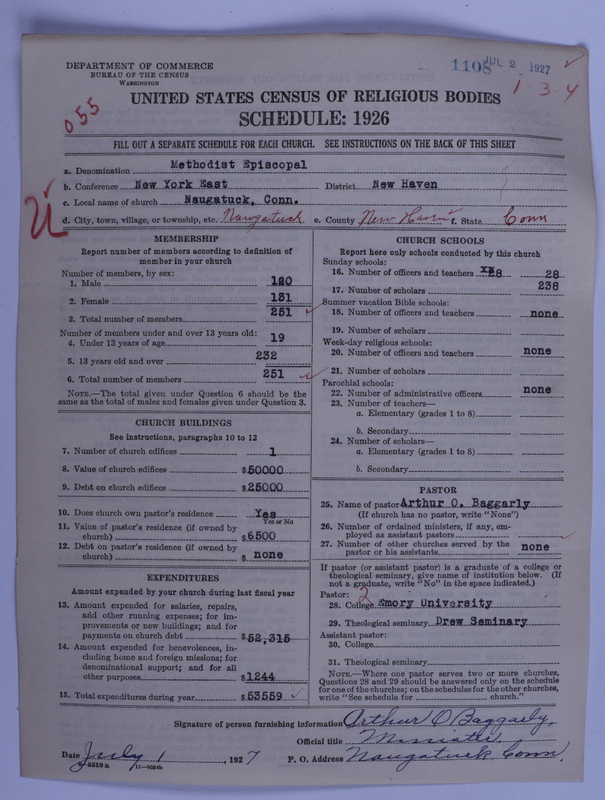 DEPARTMENT OF COMMERCE
BUREAU OF THE CENSUS
WASHINGTON
1108 JUL 2 1927
1-3-4
055
UNITED STATES CENSUS OF RELIGIOUS BODIES
SCHEDULE: 1926
FILL OUT A SEPARATE SCHEDULE FOR EACH CHURCH. SEE INSTRUCTIONS ON THE BACK OF THIS SHEET
a. Denomination Methodist Episcopal
b. Conference New York East District New Haven
c. Local name of church Naugatuck, Conn.
d. City, town, village, or township, etc. Naugatuck e. County New Haven f. State Conn
MEMBERSHIP
Report number of members according to definition of
member in your church
Number of members, by sex:
1. Male 120
2. Female 131
3. Total number of members 251
Number of members under and over 13 years old:
4. Under 13 years of age 19
5. 13 years old and over 232
6. Total number of members 251
NOTE.—The total given under Question 6 should be
same as the total of males and females given under Question 3.
CHURCH BUILDINGS
See instructions, paragraphs 10 to 12
7. Number of church edifices 1
8. Value of church edifices $50000
9. Debt on church edifices $25000
10. Does church own pastor's residence Yes
Yes or No
11. Value of pastor's residence (if owned by
church) $6500
12. Debt on pastor's residence (if owned by
church) $ none
EXPENDITURES
Amount expended by your church during last fiscal year
13. Amount expended for salaries, repairs,
and other running expenses; for im-
provements or new buildings; and for
payments on church debt $52,315
14. Amount expended for benevolences, in-
cluding home and foreign missions; for
denominational support; and for all
other purposes $1244
15. Total expenditures during year $53559
CHURCH SCHOOLS
Report here only schools conducted by this church
Sunday schools:
16. Number of officers and teachers 28
17. Number of scholars 238
Summer vacation Bible schools:
18. Number of officers and teachers none
19. Number of scholars
Week-day religious schools:
20. Number of officers and teachers none
21. Number of scholars
Parochial schools:
22. Number of administrative officers none
23. Number of teachers—
a. Elementary (grades 1 to 8)
b. Secondary
24. Number of scholars—
a. Elementary (grades 1 to 8)
b. Secondary
PASTOR
25. Name of pastor Arthur O. Baggarly
(If church has no pastor, write "None")
26. Number of ordained ministers, if any, em-
ployed as assistant pastors
27. Number of other churches served by the
pastor or his assistants none
If pastor (or assistant pastor) is a graduate of a college or
theological seminary, give name of institution below. (If
not a graduate, write "No" in the space indicated.)
Pastor: 2
28. College Emory University
29. Theological seminary Drew Seminary
Assistant pastor:
30. College
31. Theological seminary
NOTE.—Where one pastor serves two or more churches,
Questions 28 and 29 should be answered only on the schedule
for one of the churches; on the schedules for the other churches,
write "See schedule for church."
Signature of person furnishing information Arthur O Baggarly,
Official title Minister.
Date July 1, 1927 P. O. Address Naugatuck Conn.